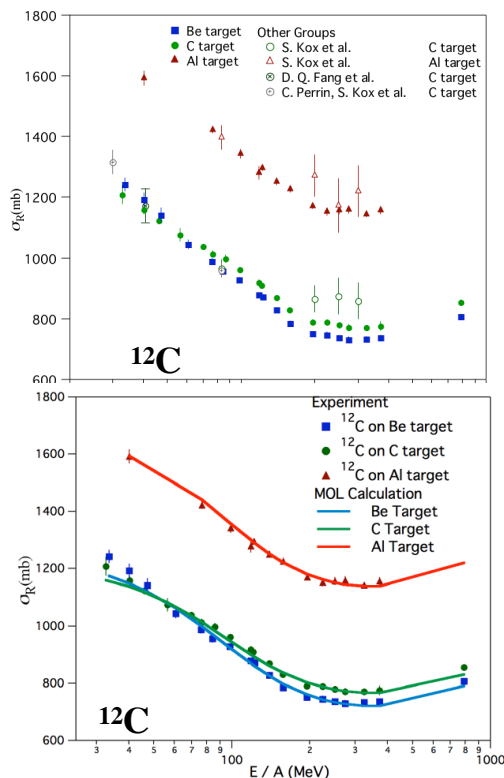 1800
1600
1400
1200
1000
800
600
σR(mb)
Be target
C target
Al target
Other Groups
S. Kox et al. C target
S. Kox et al. Al target
D. Q. Fang et al. C target
C. Perrin, S. Kox et al. C target
12C
1800
1600
1400
1200
1000
800
600
σR(mb)
Experiment
12C on Be target
12C on C target
12C on Al target
MOL Calculation
Be Target
C Target
Al Target
12C
3 4 5 6 7 8 9 100 2 3 4 5 6 7 8 9 1000
E / A (MeV